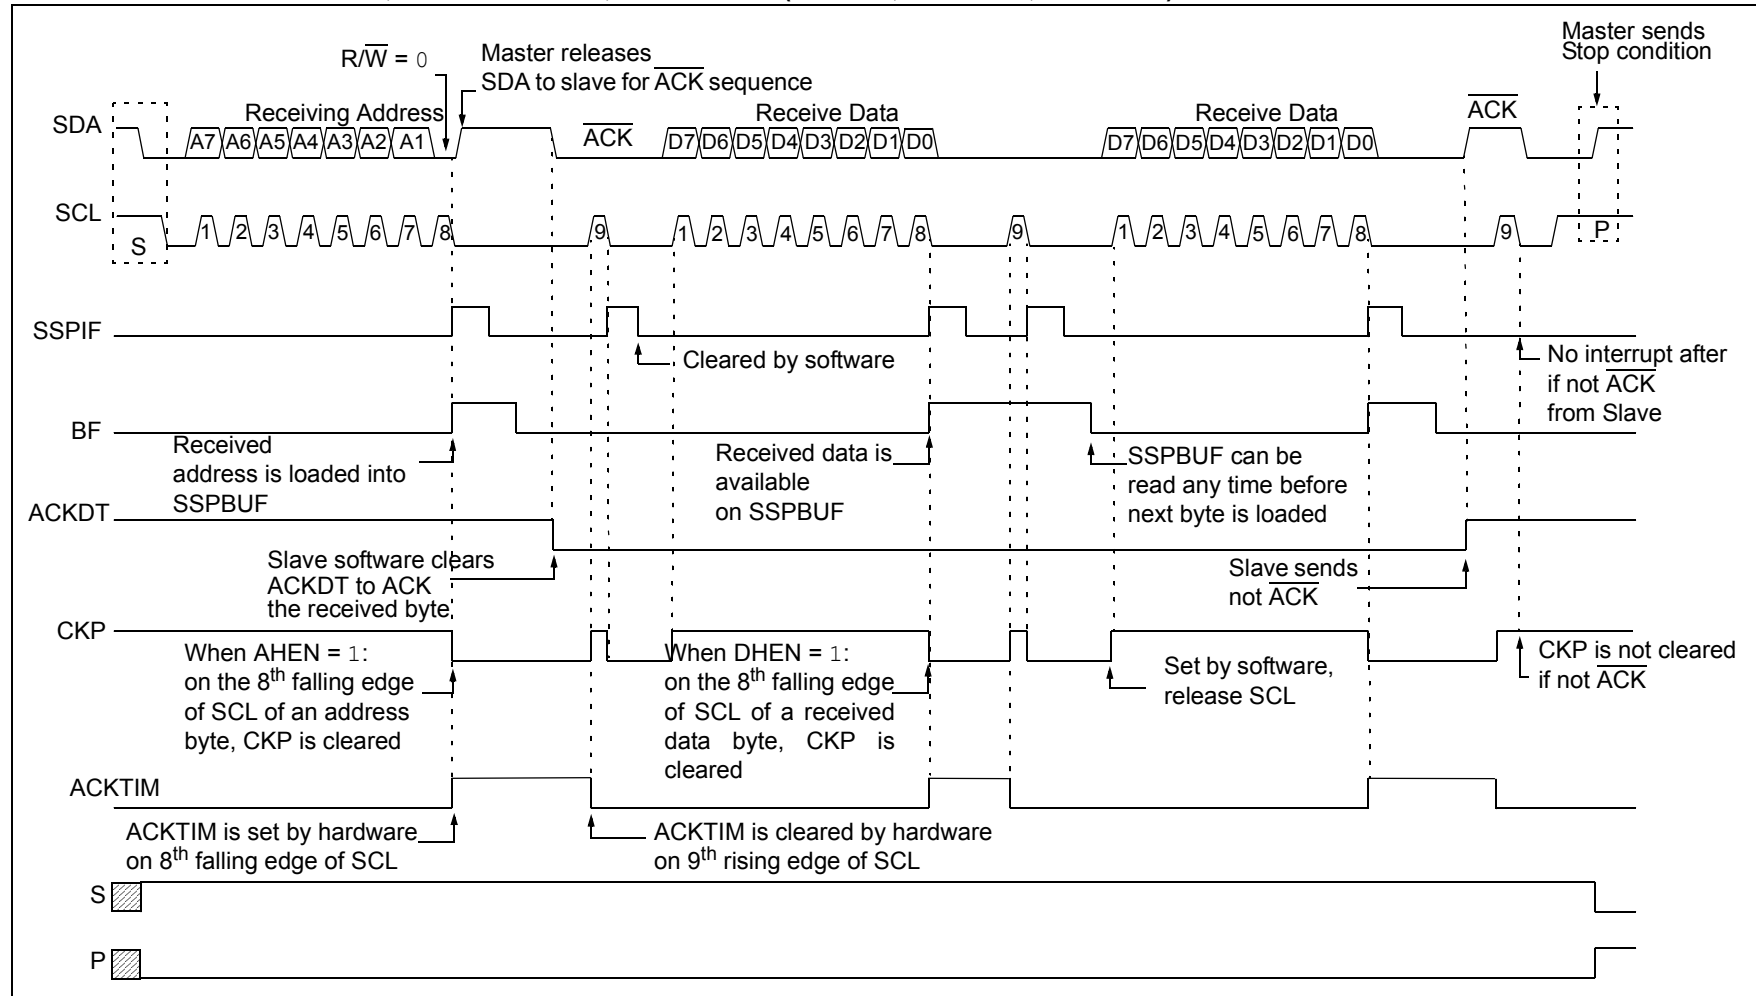 Master sends
Stop condition
R/W = 0
Master releases
SDA to slave for ACK sequence
Receiving Address
Receive Data
Receive Data
ACK
SDA
A7 A6 A5 A4 A3 A2 A1
ACK
D7 D6 D5 D4 D3 D2 D1 D0
D7 D6 D5 D4 D3 D2 D1 D0
SCL
S
1 2 3 4 5 6 7 8 9
1 2 3 4 5 6 7 8 9
1 2 3 4 5 6 7 8 9
P
SSPIF
Cleared by software
No interrupt after
if not ACK
from Slave
BF
Received
address is loaded into
SSPBUF
Received data is
available
on SSPBUF
SSPBUF can be
read any time before
next byte is loaded
ACKDT
Slave software clears
ACKDT to ACK
the received byte
Slave sends
not ACK
CKP
When AHEN = 1:
on the 8th falling edge
of SCL of an address
byte, CKP is cleared
When DHEN = 1:
on the 8th falling edge
of SCL of a received
data byte, CKP is
cleared
Set by software,
release SCL
CKP is not cleared
if not ACK
ACKTIM
ACKTIM is set by hardware
on 8th falling edge of SCL
ACKTIM is cleared by hardware
on 9th rising edge of SCL
S
P